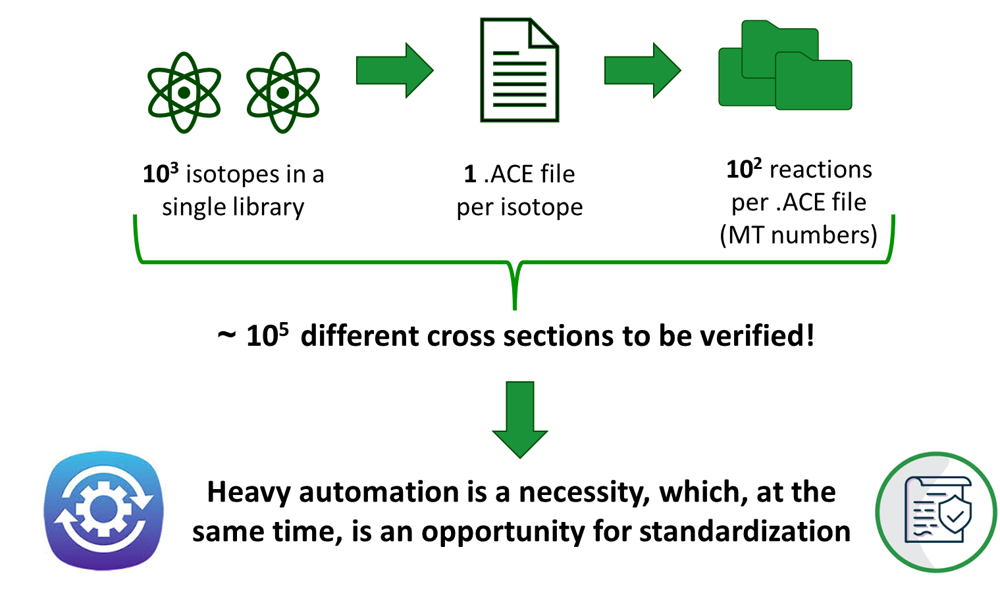 10³ isotopes in a
single library
1 .ACE file
per isotope
10² reactions
per .ACE file
(MT numbers)
~ 10⁵ different cross sections to be verified!
Heavy automation is a necessity, which, at the
same time, is an opportunity for standardization